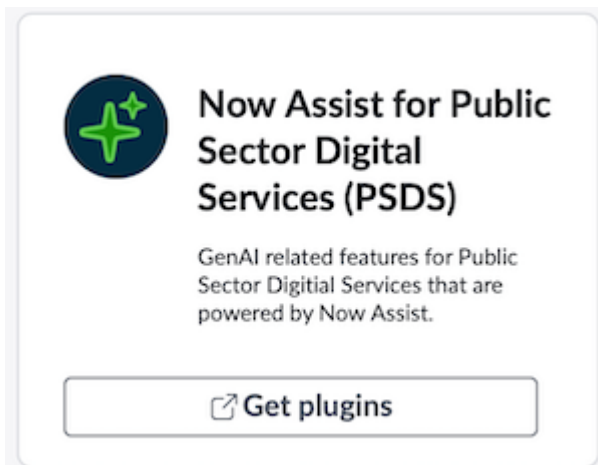 Now Assist for Public
Sector Digital
Services (PSDS)
GenAI related features for Public
Sector Digitial Services that are
powered by Now Assist.
Get plugins